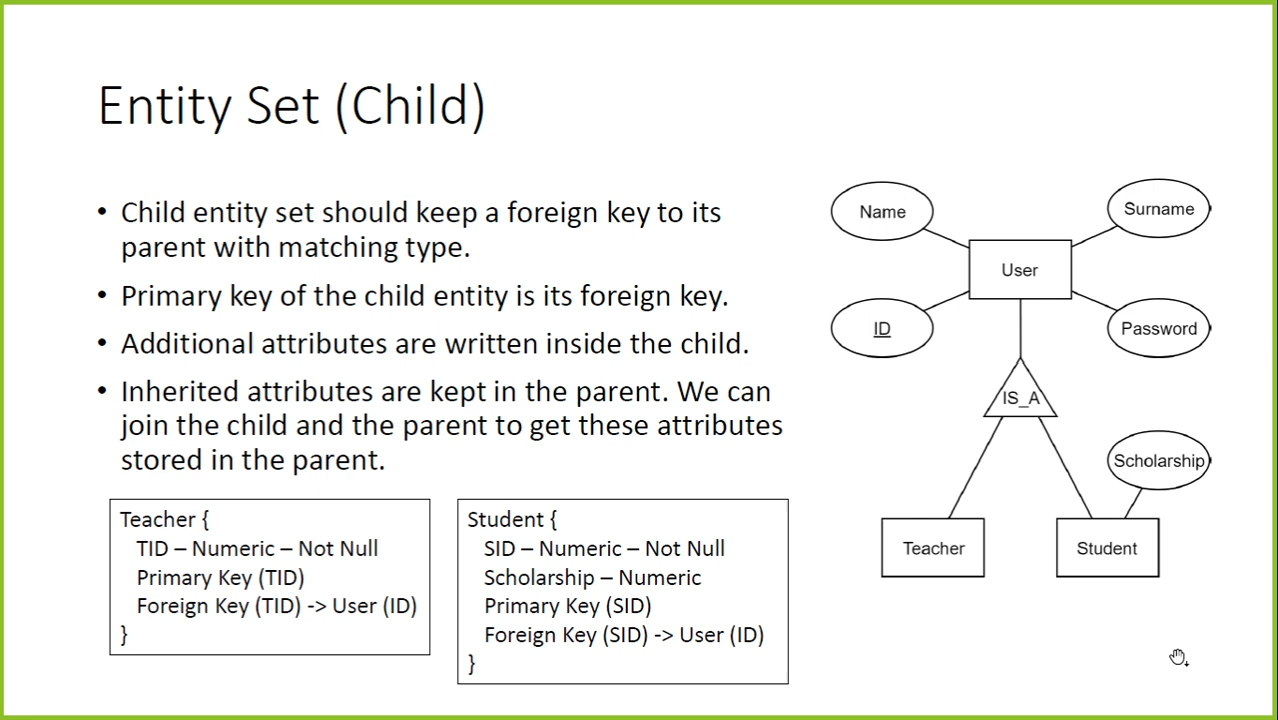 Entity Set (Child)
• Child entity set should keep a foreign key to its
parent with matching type.
• Primary key of the child entity is its foreign key.
• Additional attributes are written inside the child.
• Inherited attributes are kept in the parent. We can
join the child and the parent to get these attributes
stored in the parent.
Teacher {
TID – Numeric – Not Null
Primary Key (TID)
Foreign Key (TID) -> User (ID)
}
Student {
SID – Numeric – Not Null
Scholarship – Numeric
Primary Key (SID)
Foreign Key (SID) -> User (ID)
}
Name
Surname
User
ID
Password
IS_A
Scholarship
Teacher
Student